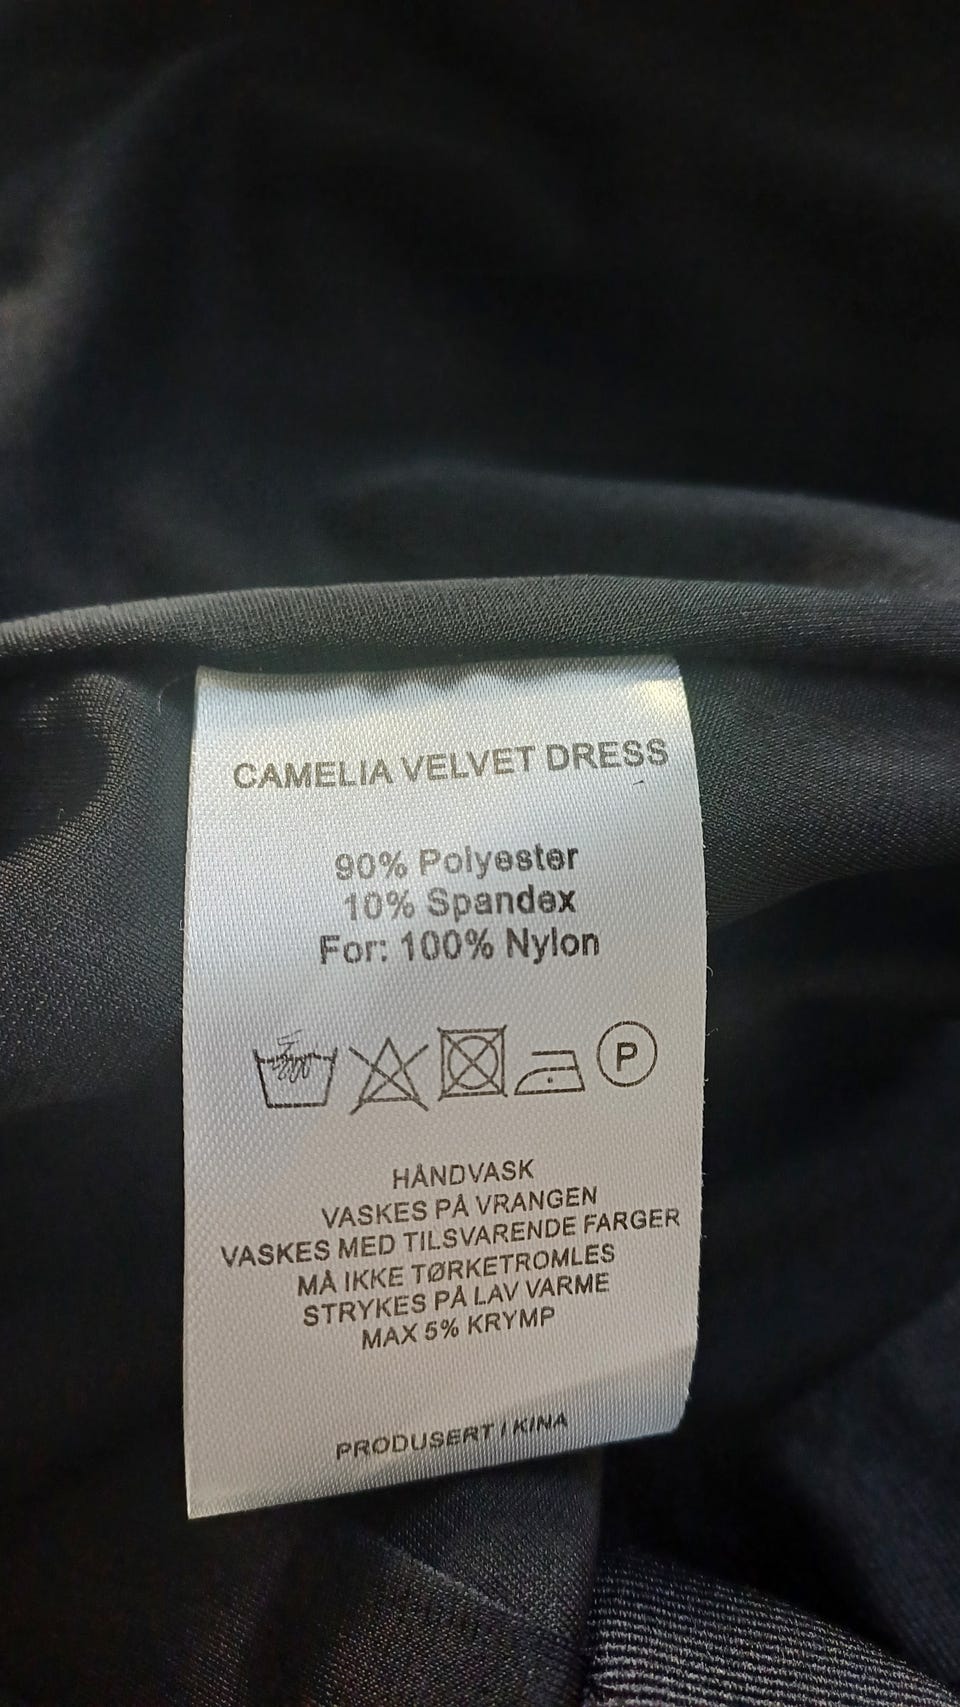 CAMELIA VELVET DRESS
90% Polyester
10% Spandex
For: 100% Nylon
P
HÅNDVASK
VASKES PÅ VRANGEN
VASKES MED TILSVARENDE FARGER
MÅ IKKE TØRKETROMLES
STRYKES PÅ LAV VARME
MAX 5% KRYMP
PRODUSERT I KINA